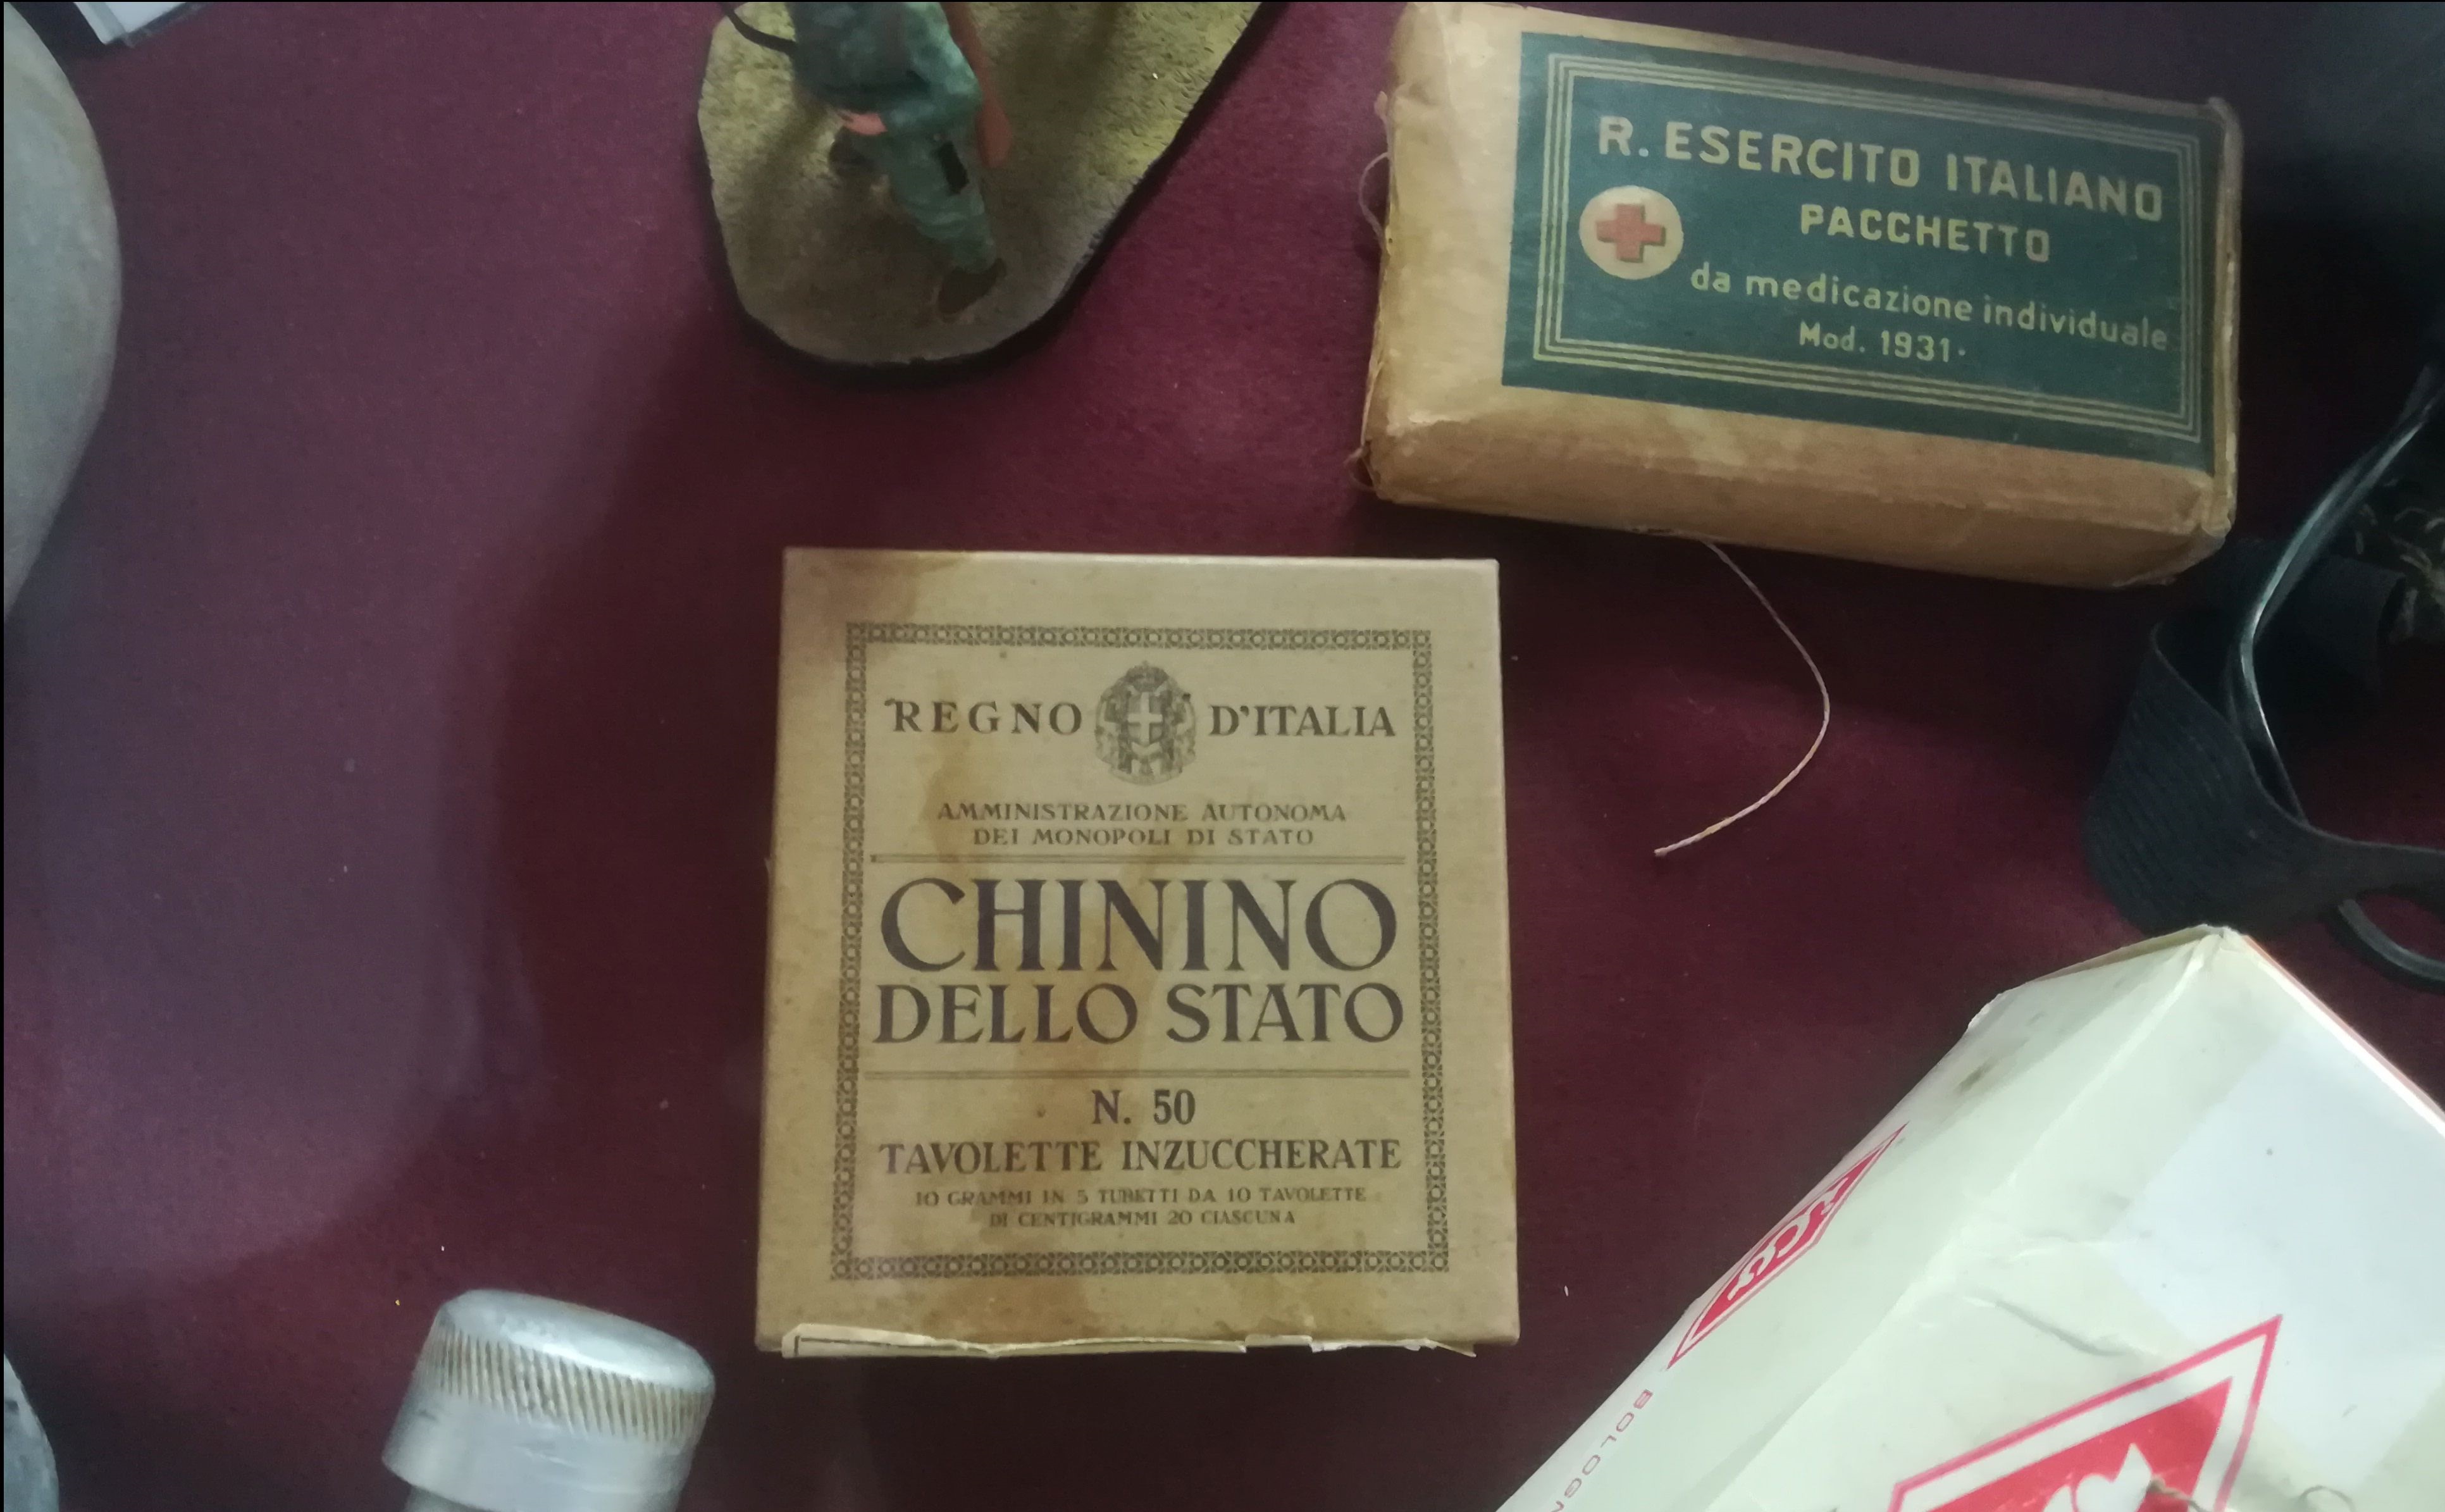 R. ESERCITO ITALIANO
PACCHETTO
da medicazione individuale
Mod. 1931.
REGNO D'ITALIA
AMMINISTRAZIONE AUTONOMA
DEI MONOPOLI DI STATO
CHININO
DELLO STATO
N. 50
TAVOLETTE INZUCCHERATE
10 GRAMMI IN 5 TUBETTI DA 10 TAVOLETTE
DI CENTIGRAMMI 20 CIASCUNA